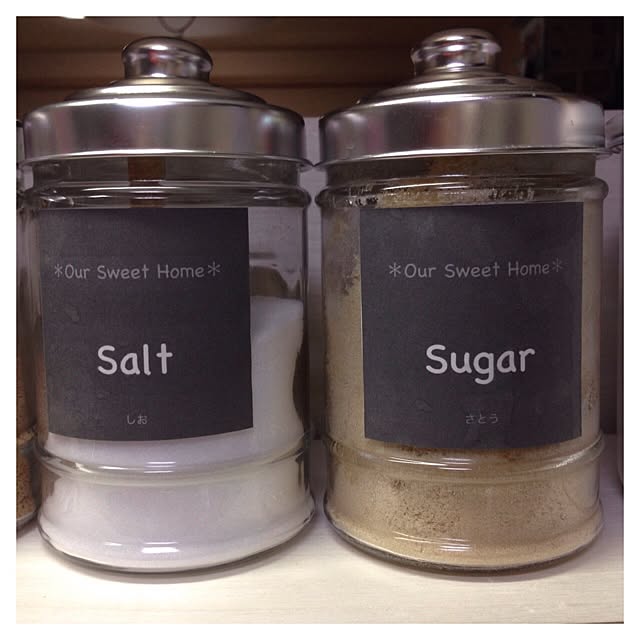 ＊Our Sweet Home＊
Salt
しお
＊Our Sweet Home＊
Sugar
さとう